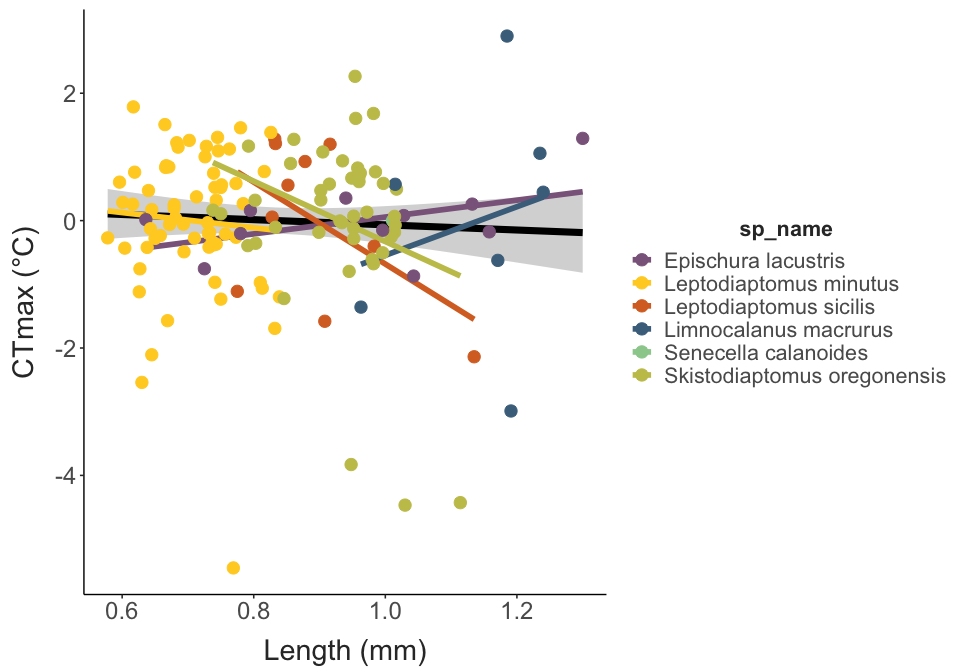 CTmax (°C)
2
0
-2
-4
0.6 0.8 1.0 1.2
Length (mm)
sp_name
Epischura lacustris
Leptodiaptomus minutus
Leptodiaptomus sicilis
Limnocalanus macrurus
Senecella calanoides
Skistodiaptomus oregonensis